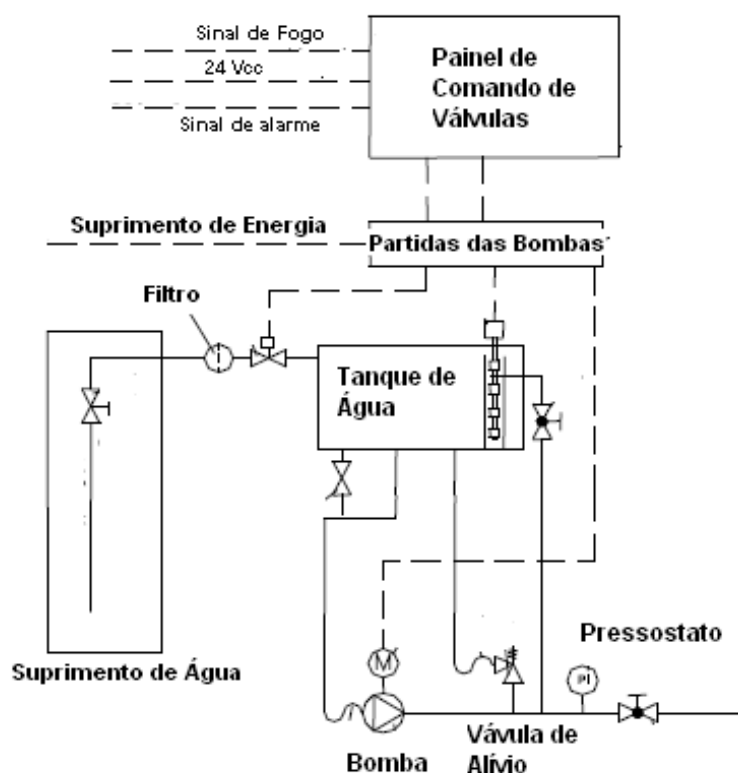 Sinal de Fogo
24 Vcc
Sinal de alarme
Painel de
Comando de
Válvulas
Suprimento de Energia
Partidas das Bombas
Filtro
Tanque de
Água
Suprimento de Água
M
Pressostato
PI
Bomba
Vávula de
Alívio